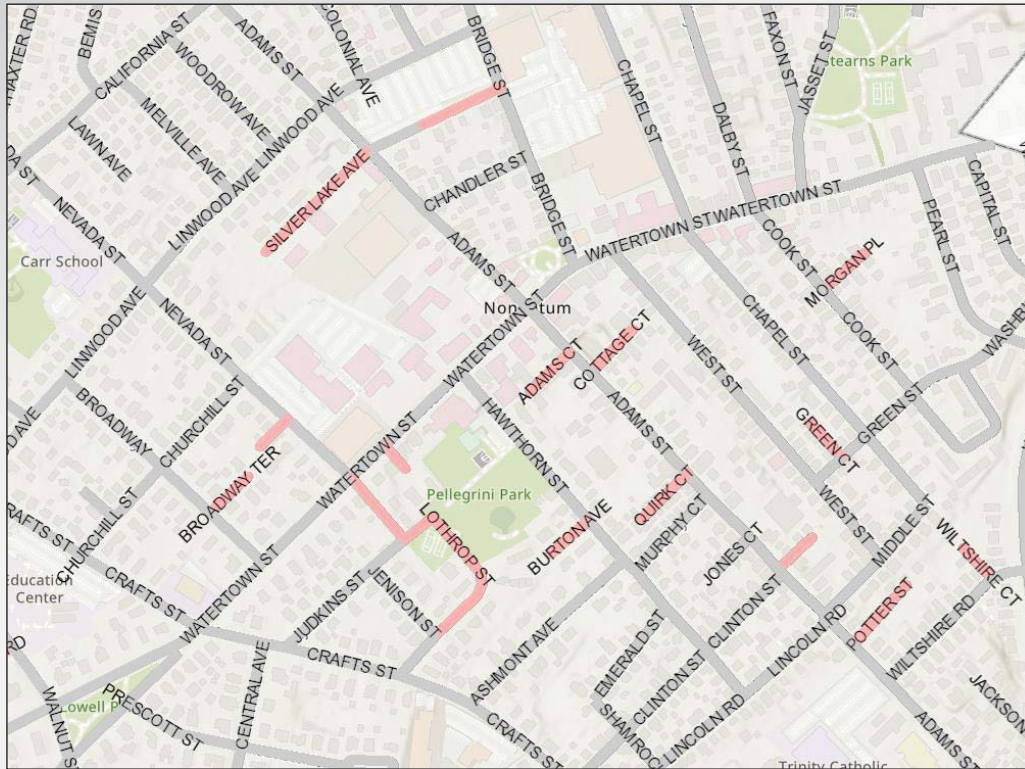 THAXTER RD
BEMIS
CALIFORNIA ST
ADAMS ST
COLONIAL AVE
BRIDGE ST
CHAPEL ST
FAXON ST
JASSET ST
Stearns Park
WOODROW AVE
MELVILLE AVE
LAWN AVE
LINWOOD AVE
LINWOOD AVE
DALBY ST
CHANDLER ST
BRIDGE ST
SILVER LAKE AVE
NEVADA ST
WATERTOWN ST
WATERTOWN ST
PEARL ST
CAPITAL ST
Carr School
ADAMS ST
COOK ST
MORGAN PL
LINWOOD AVE
NEVADA ST
Non tum
WATERTOWN ST
ADAMS CT
COTTAGE CT
WEST ST
CHAPEL ST
COOK ST
BROADWAY
CHURCHILL ST
HAWTHORN ST
ADAMS ST
GREEN ST
GREEN CT
WATERTOWN ST
BROADWAY TER
Pellegrini Park
LOTHROP ST
QUIRK CT
BURTON AVE
MURPHY CT
WEST ST
MIDDLE ST
WILTSHIRE CT
CRAFTS ST
CHURCHILL ST
Education
Center
CRAFTS ST
WATERTOWN ST
JUDKINS ST
JENISON ST
JONES CT
CLINTON ST
LINCOLN RD
POTTER ST
WILTSHIRE RD
ASHMONT AVE
EMERALD ST
CLINTON ST
SHAMROC
LINCOLN RD
JACKSON
CRAFTS ST
CENTRAL AVE
RD
WALNUT S
Lowell P
PRESCOTT ST
CRAFTS ST
ADAMS ST
Trinity Catholic